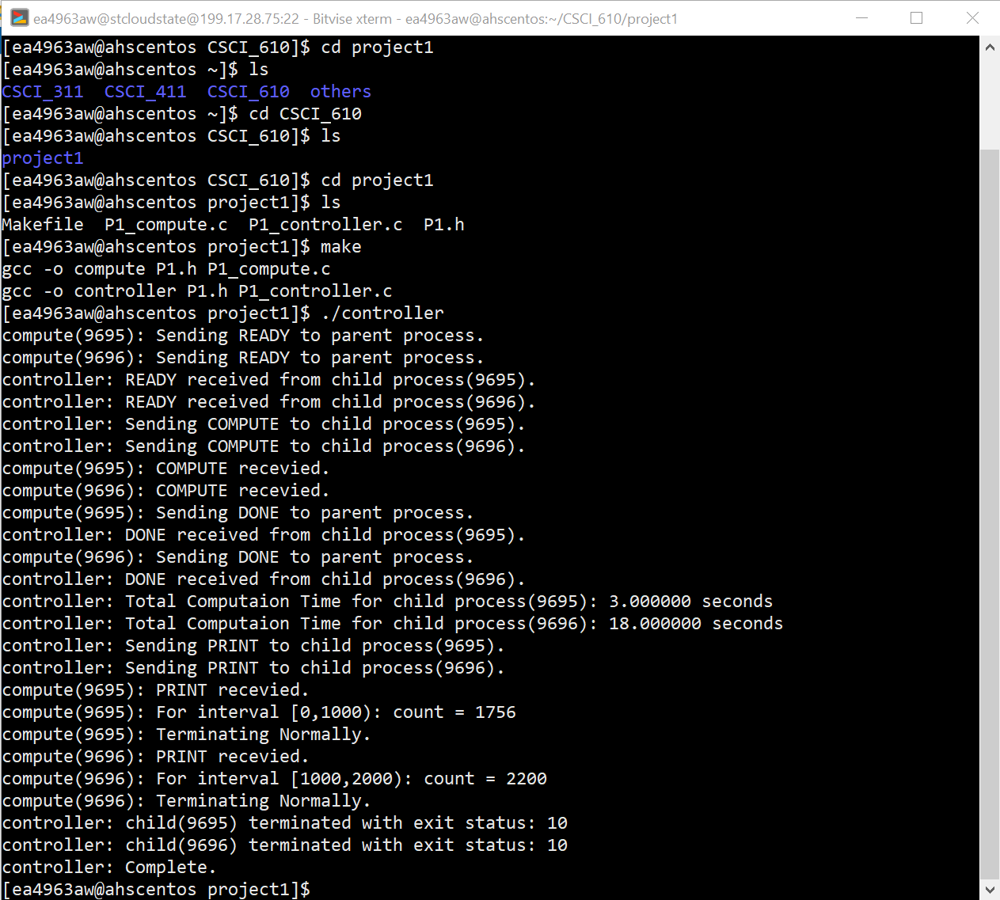 ea4963aw@stcloudstate@199.17.28.75:22 - Bitvise xterm - ea4963aw@ahscentos:~/CSCI_610/project1
[ea4963aw@ahscentos CSCI_610]$ cd project1
[ea4963aw@ahscentos ~]$ ls
CSCI_311  CSCI_411  CSCI_610  others
[ea4963aw@ahscentos ~]$ cd CSCI_610
[ea4963aw@ahscentos CSCI_610]$ ls
project1
[ea4963aw@ahscentos CSCI_610]$ cd project1
[ea4963aw@ahscentos project1]$ ls
Makefile  P1_compute.c  P1_controller.c  P1.h
[ea4963aw@ahscentos project1]$ make
gcc -o compute P1.h P1_compute.c
gcc -o controller P1.h P1_controller.c
[ea4963aw@ahscentos project1]$ ./controller
compute(9695): Sending READY to parent process.
compute(9696): Sending READY to parent process.
controller: READY received from child process(9695).
controller: READY received from child process(9696).
controller: Sending COMPUTE to child process(9695).
controller: Sending COMPUTE to child process(9696).
compute(9695): COMPUTE recevied.
compute(9696): COMPUTE recevied.
compute(9695): Sending DONE to parent process.
controller: DONE received from child process(9695).
compute(9696): Sending DONE to parent process.
controller: DONE received from child process(9696).
controller: Total Computaion Time for child process(9695): 3.000000 seconds
controller: Total Computaion Time for child process(9696): 18.000000 seconds
controller: Sending PRINT to child process(9695).
controller: Sending PRINT to child process(9696).
compute(9695): PRINT recevied.
compute(9695): For interval [0,1000): count = 1756
compute(9695): Terminating Normally.
compute(9696): PRINT recevied.
compute(9696): For interval [1000,2000): count = 2200
compute(9696): Terminating Normally.
controller: child(9695) terminated with exit status: 10
controller: child(9696) terminated with exit status: 10
controller: Complete.
[ea4963aw@ahscentos project1]$